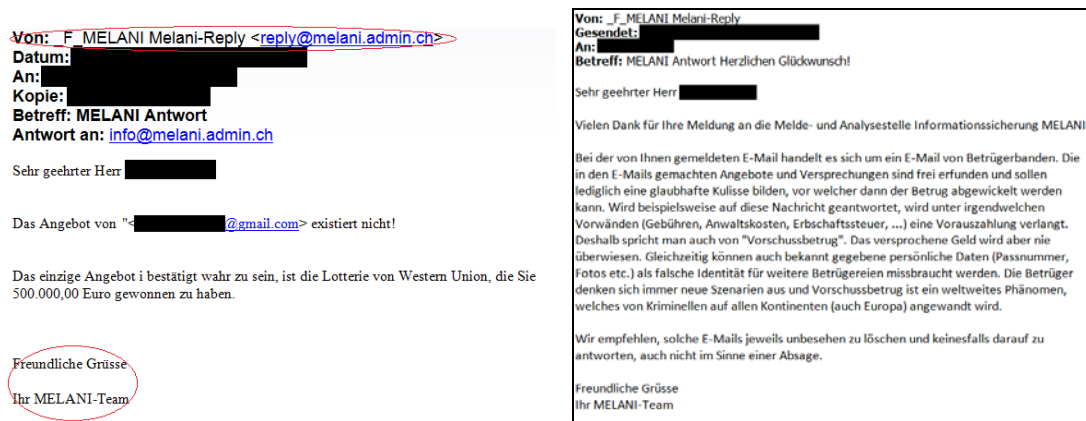 Von: _F_MELANI Melani-Reply <reply@melani.admin.ch>
Datum:
An:
Kopie:
Betreff: MELANI Antwort
Antwort an: info@melani.admin.ch
Sehr geehrter Herr
Das Angebot von "< @gmail.com> existiert nicht!
Das einzige Angebot i bestätigt wahr zu sein, ist die Lotterie von Western Union, die Sie
500.000,00 Euro gewonnen zu haben.
Freundliche Grüsse
Ihr MELANI-Team
Von: _F_MELANI Melani-Reply
Gesendet:
An:
Betreff: MELANI Antwort Herzlichen Glückwunsch!
Sehr geehrter Herr
Vielen Dank für Ihre Meldung an die Melde- und Analysestelle Informationssicherung MELANI
Bei der von Ihnen gemeldeten E-Mail handelt es sich um ein E-Mail von Betrügerbanden. Die
in den E-Mails gemachten Angebote und Versprechungen sind frei erfunden und sollen
lediglich eine glaubhafte Kulisse bilden, vor welcher dann der Betrug abgewickelt werden
kann. Wird beispielsweise auf diese Nachricht geantwortet, wird unter irgendwelchen
Vorwänden (Gebühren, Anwaltskosten, Erbschaftssteuer, ...) eine Vorauszahlung verlangt.
Deshalb spricht man auch von "Vorschussbetrug". Das versprochene Geld wird aber nie
überwiesen. Gleichzeitig können auch bekannt gegebene persönliche Daten (Passnummer,
Fotos etc.) als falsche Identität für weitere Betrügereien missbraucht werden. Die Betrüger
denken sich immer neue Szenarien aus und Vorschussbetrug ist ein weltweites Phänomen,
welches von Kriminellen auf allen Kontinenten (auch Europa) angewandt wird.
Wir empfehlen, solche E-Mails jeweils unbesehen zu löschen und keinesfalls darauf zu
antworten, auch nicht im Sinne einer Absage.
Freundliche Grüsse
Ihr MELANI-Team